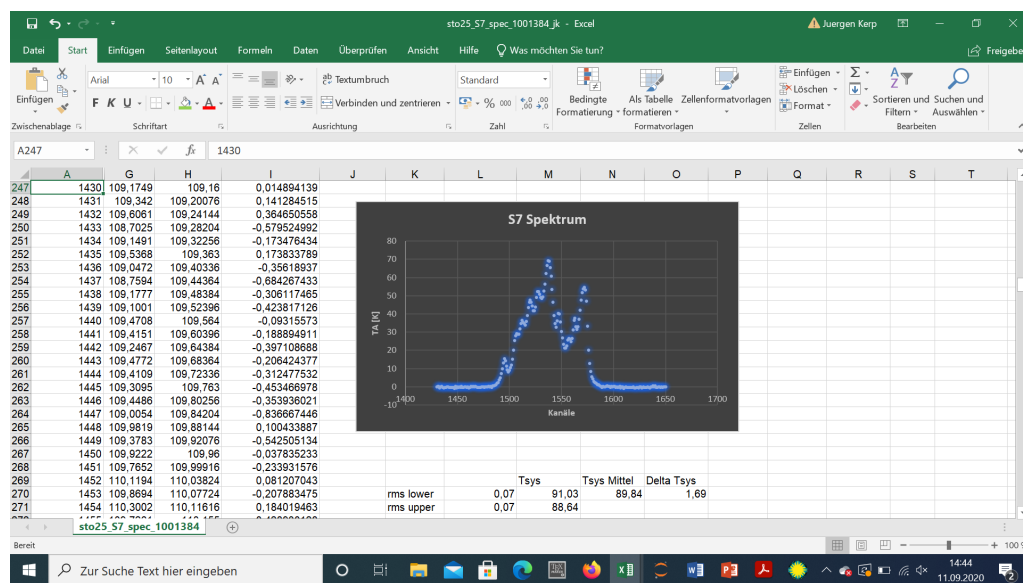 sto25_S7_spec_1001384_jk - Excel
Juergen Kerp
Datei Start Einfügen Seitenlayout Formeln Daten Überprüfen Ansicht Hilfe Was möchten Sie tun? Freigebe
Einfügen
Arial 10 A A
F K U
Textumbruch
Verbinden und zentrieren
Standard
% 000
Bedingte Formatierung
Als Tabelle formatieren
Zellenformatvorlagen
Einfügen
Löschen
Format
Sortieren und Filtern
Suchen und Auswählen
Zwischenablage Schriftart Ausrichtung Zahl Formatvorlagen Zellen Bearbeiten
A247 fx 1430
A G H I J K L M N O P Q R S T
247 1430 109,1749 109,16 0,014894139
248 1431 109,342 109,20076 0,141284515
249 1432 109,6061 109,24144 0,364650558
250 1433 108,7025 109,28204 -0,579524992
251 1434 109,1491 109,32256 -0,173476434
252 1435 109,5368 109,363 0,173833789
253 1436 109,0472 109,40336 -0,35618937
254 1437 108,7594 109,44364 -0,684267433
255 1438 109,1777 109,48384 -0,306117465
256 1439 109,1001 109,52396 -0,423817126
257 1440 109,4708 109,564 -0,09315573
258 1441 109,4151 109,60396 -0,188894911
259 1442 109,2467 109,64384 -0,397108688
260 1443 109,4772 109,68364 -0,206424377
261 1444 109,4109 109,72336 -0,312477532
262 1445 109,3095 109,763 -0,453466978
263 1446 109,4486 109,80256 -0,353936021
264 1447 109,0054 109,84204 -0,836667446
265 1448 109,9819 109,88144 0,100433887
266 1449 109,3783 109,92076 -0,542505134
267 1450 109,9222 109,96 -0,037835233
268 1451 109,7652 109,99916 -0,233931576
269 1452 110,1194 110,03824 0,081207043 Tsys Tsys Mittel Delta Tsys
270 1453 109,8694 110,07724 -0,207883475 rms lower 0,07 91,03 89,84 1,69
271 1454 110,3002 110,11616 0,184019463 rms upper 0,07 88,64
S7 Spektrum
TA [K]
80
70
60
50
40
30
20
10
0
-10
1400 1450 1500 1550 1600 1650 1700
Kanäle
sto25_S7_spec_1001384
Bereit
100
Zur Suche Text hier eingeben
14:44
11.09.2020
2